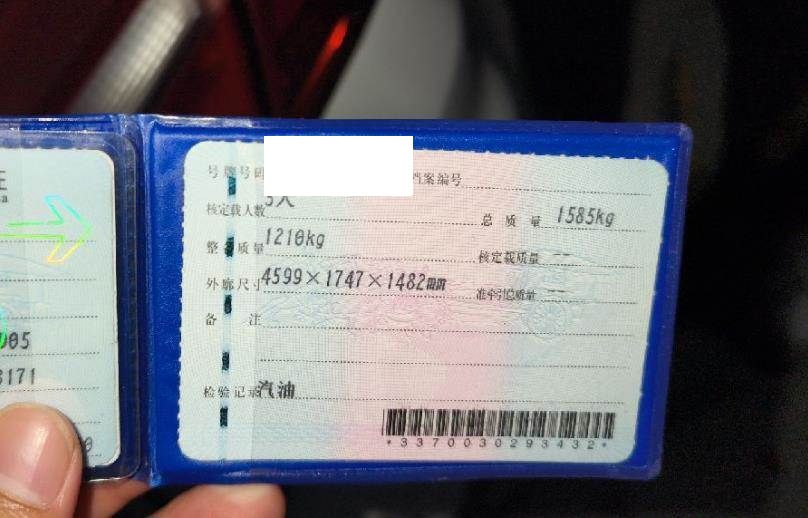 证
号牌号码
档案编号
核定载人数 5人
总质量 1585kg
整备质量 1210kg
核定载质量 --
外廓尺寸 4599×1747×1482mm
准牵引总质量 --
备注
005
3171
检验记录 汽油
*3370030293432*
0